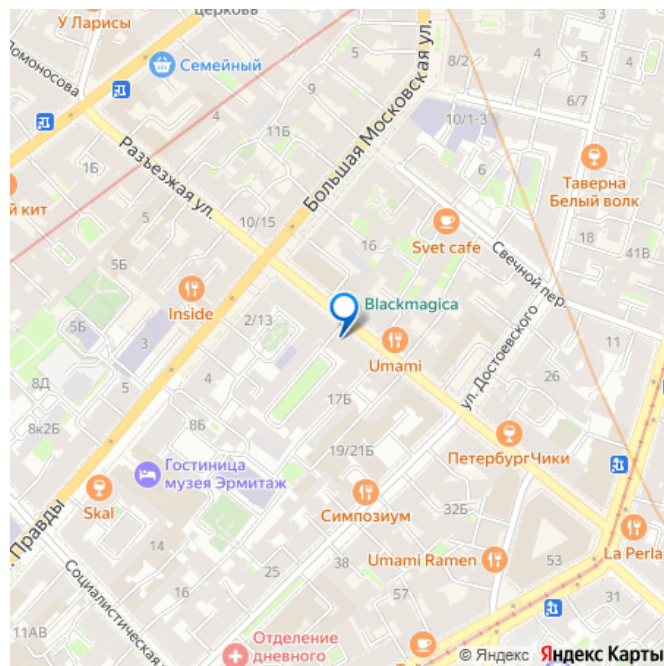 церковь
У Ларисы
Ломоносова
Семейный
8/2
5
9
10/1-3
6/7
Большая Московская ул.
11Б
1Б
Разъезжая ул.
6
4
Таверна
Белый волк
й кит
5
10/15
16
Svet cafe
18
41В
Свечной пер.
5Б
Inside
2/13
Blackmagica
Umami
ул. Достоевского
5Б
3
26
8Д
5
4
17Б
8к2Б
8Б
19/21Б
ПетербургЧики
Гостиница
музея Эрмитаж
Skal
Симпозиум
32Б
Правды
14
Umami Ramen
La Perla
16
25
38
53
Социалистическая
57
31
11АВ
Отделение
дневного
© Яндекс Яндекс Карты